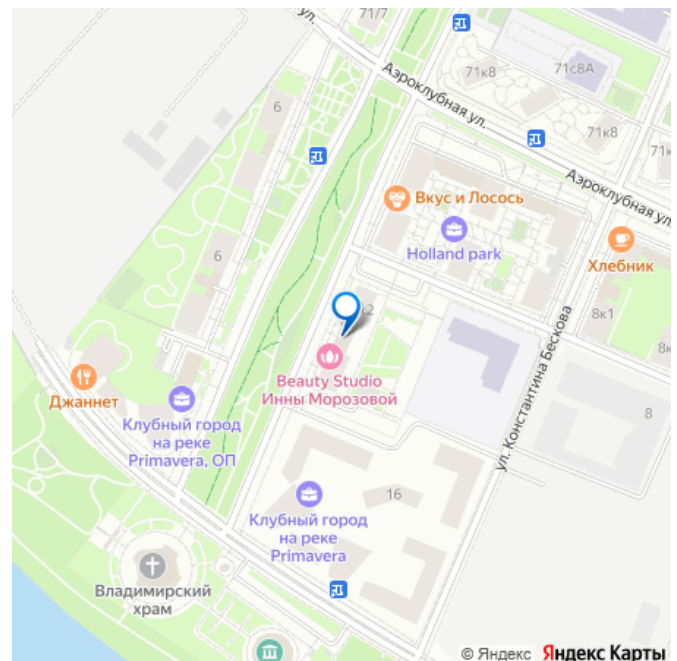 71/7
ул.
Аэроклубная ул.
71к8
71с8А
71к8
71к
6
Вкус и Лосось
Аэроклубная ул.
Holland park
Хлебник
6
к2
8к1
8к
Beauty Studio
Инны Морозовой
Джаннет
Клубный город
на реке
Primavera, ОП
ул. Константина Бескова
8
16
Клубный город
на реке
Primavera
Владимирский
храм
© Яндекс Яндекс Карты